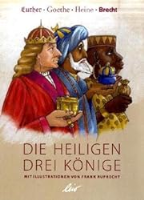 Luther · Goethe · Heine · Brecht
DIE HEILIGEN
DREI KÖNIGE
MIT ILLUSTRATIONEN VON FRANK RUPRECHT